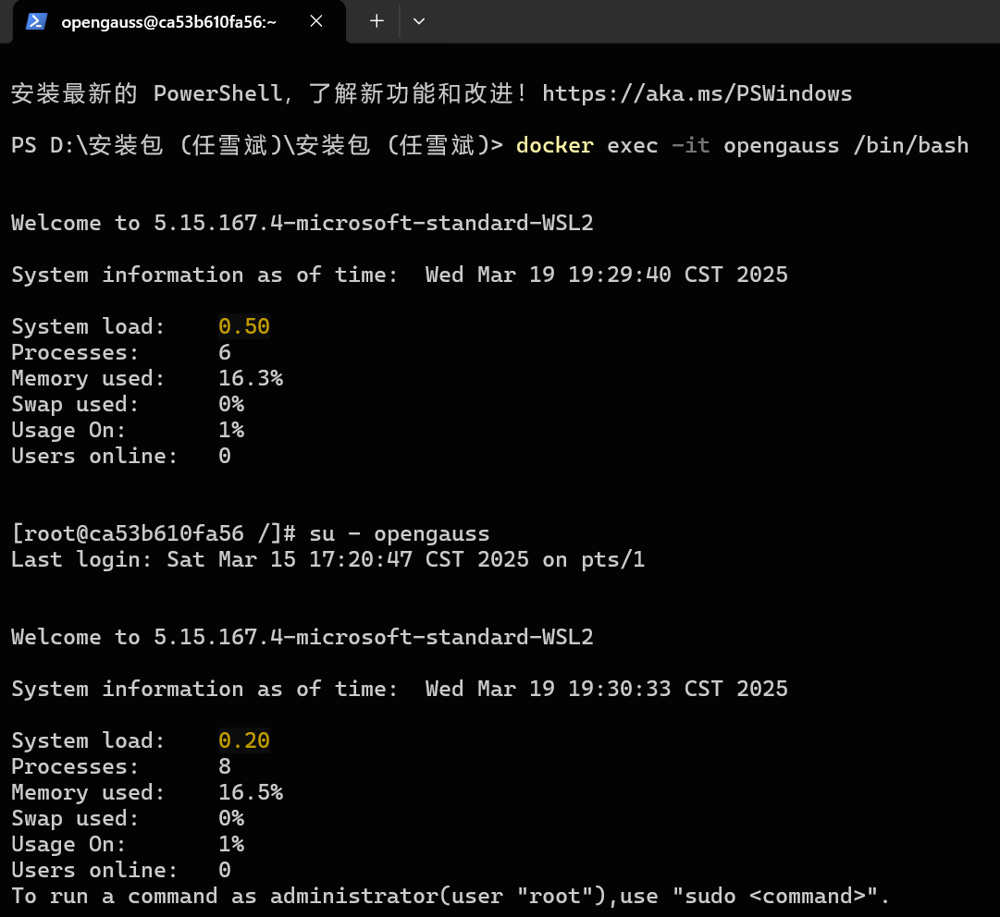 opengauss@ca53b610fa56:~
安装最新的 PowerShell，了解新功能和改进！https://aka.ms/PSWindows
PS D:\安装包 (任雪斌)\安装包 (任雪斌)> docker exec -it opengauss /bin/bash
Welcome to 5.15.167.4-microsoft-standard-WSL2
System information as of time:  Wed Mar 19 19:29:40 CST 2025
System load:    0.50
Processes:      6
Memory used:    16.3%
Swap used:      0%
Usage On:       1%
Users online:   0
[root@ca53b610fa56 /]# su - opengauss
Last login: Sat Mar 15 17:20:47 CST 2025 on pts/1
Welcome to 5.15.167.4-microsoft-standard-WSL2
System information as of time:  Wed Mar 19 19:30:33 CST 2025
System load:    0.20
Processes:      8
Memory used:    16.5%
Swap used:      0%
Usage On:       1%
Users online:   0
To run a command as administrator(user "root"),use "sudo <command>".